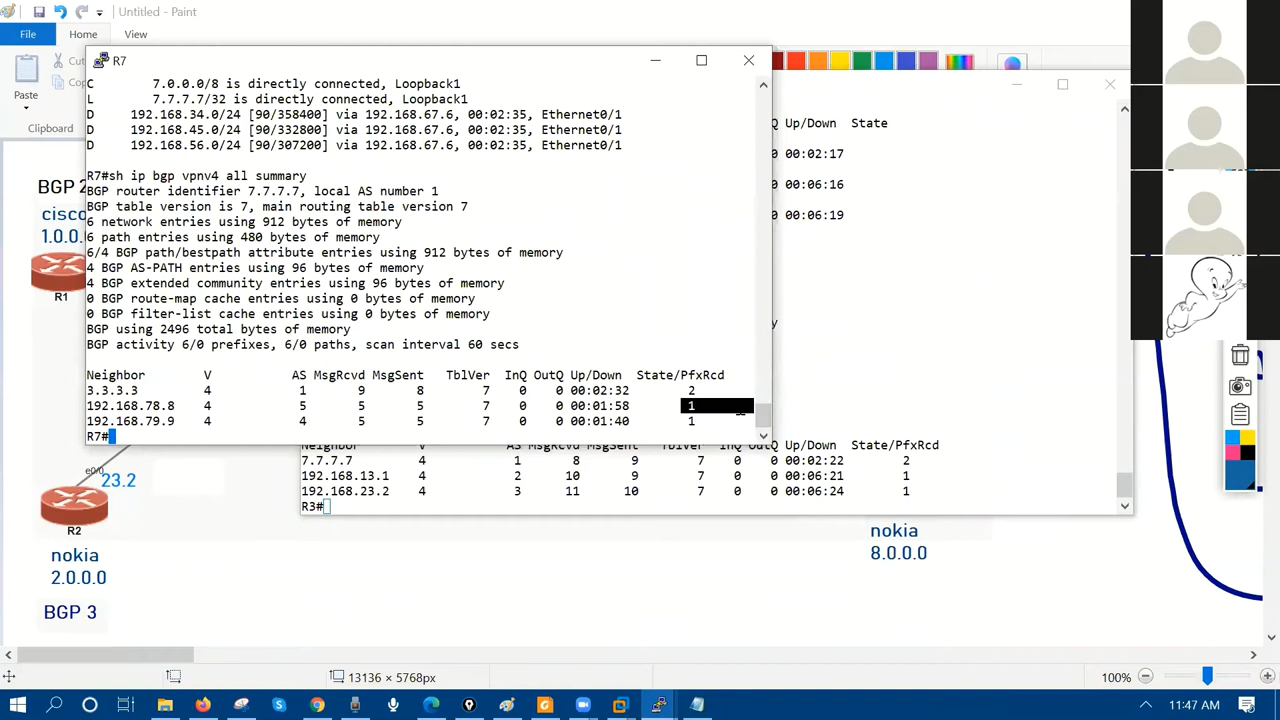 Untitled - Paint
File
Home
View
Paste
Cut
Clipboard
R7
C        7.0.0.0/8 is directly connected, Loopback1
L        7.7.7.7/32 is directly connected, Loopback1
D     192.168.34.0/24 [90/358400] via 192.168.67.6, 00:02:35, Ethernet0/1
D     192.168.45.0/24 [90/332800] via 192.168.67.6, 00:02:35, Ethernet0/1
D     192.168.56.0/24 [90/307200] via 192.168.67.6, 00:02:35, Ethernet0/1
R7#sh ip bgp vpnv4 all summary
BGP router identifier 7.7.7.7, local AS number 1
BGP table version is 7, main routing table version 7
6 network entries using 912 bytes of memory
6 path entries using 480 bytes of memory
6/4 BGP path/bestpath attribute entries using 912 bytes of memory
4 BGP AS-PATH entries using 96 bytes of memory
4 BGP extended community entries using 96 bytes of memory
0 BGP route-map cache entries using 0 bytes of memory
0 BGP filter-list cache entries using 0 bytes of memory
BGP using 2496 total bytes of memory
BGP activity 6/0 prefixes, 6/0 paths, scan interval 60 secs
Neighbor        V           AS MsgRcvd MsgSent   TblVer  InQ OutQ Up/Down  State/PfxRcd
3.3.3.3         4            1       9       8        7    0    0 00:02:32        2
192.168.78.8    4            5       5       5        7    0    0 00:01:58        1
192.168.79.9    4            4       5       5        7    0    0 00:01:40        1
R7#
Q Up/Down  State
0 00:02:17
0 00:06:16
0 00:06:19
y
Neighbor        V           AS MsgRcvd MsgSent   TblVer  InQ OutQ Up/Down  State/PfxRcd
7.7.7.7         4            1       8       9        7    0    0 00:02:22        2
192.168.13.1    4            2      10       9        7    0    0 00:06:21        1
192.168.23.2    4            3      11      10        7    0    0 00:06:24        1
R3#
BGP 2
cisc
1.0.0
R1
e0/0
23.2
R2
nokia
2.0.0.0
BGP 3
nokia
8.0.0.0
13136 × 5768px
100%
11:47 AM